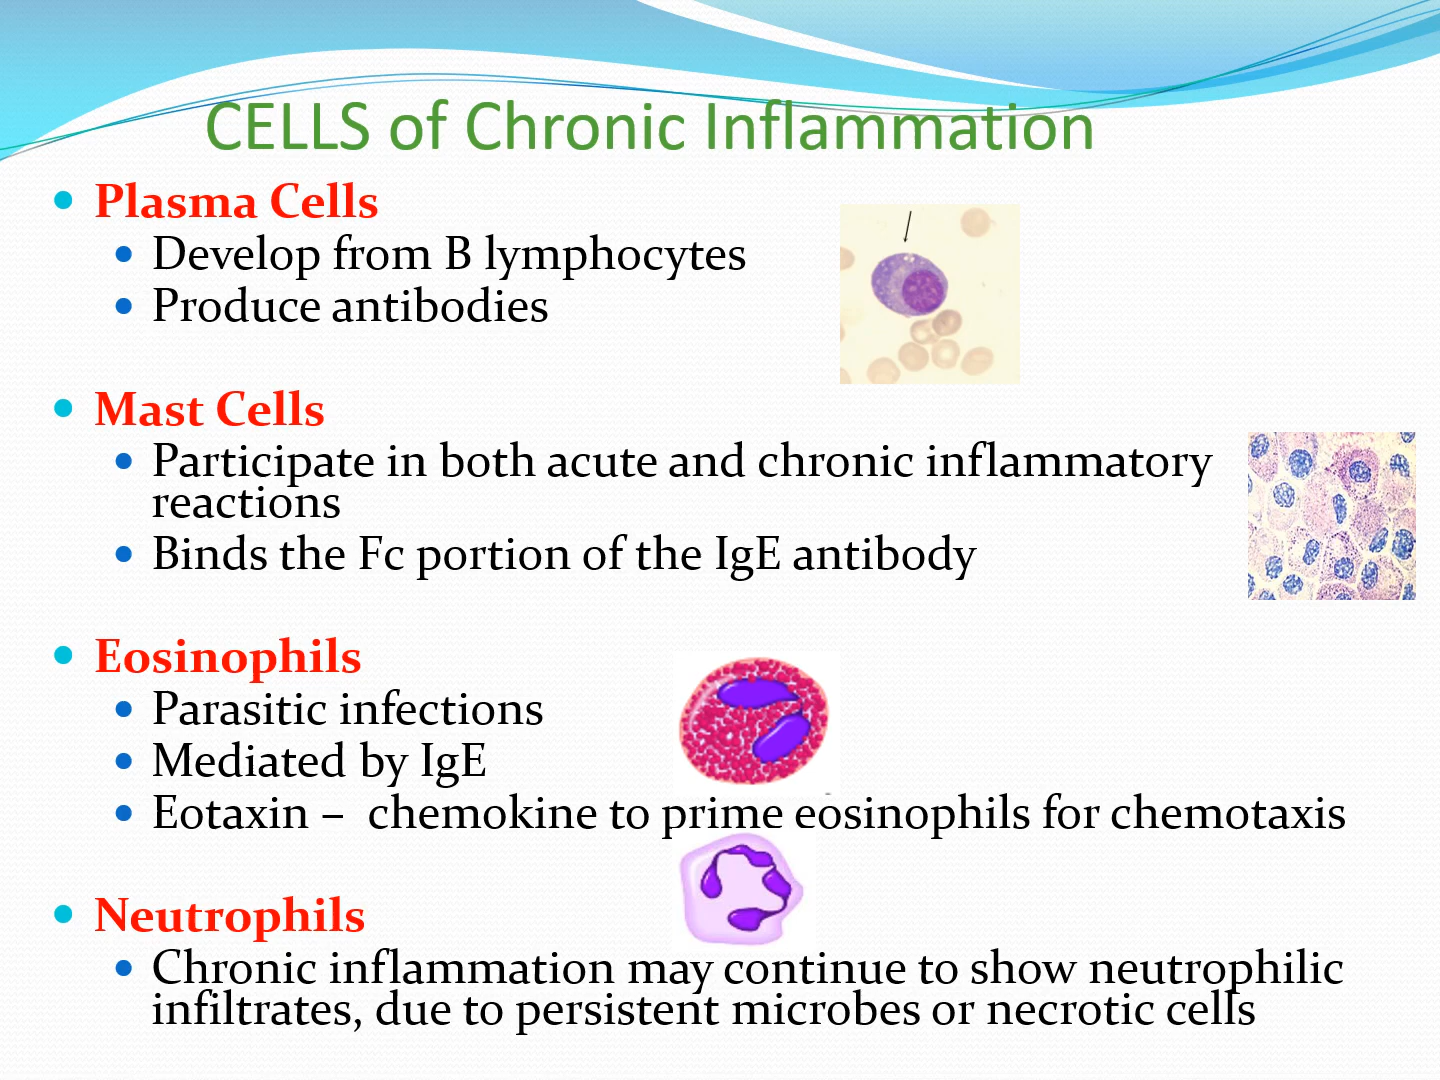 CELLS of Chronic Inflammation
• Plasma Cells
• Develop from B lymphocytes
• Produce antibodies
• Mast Cells
• Participate in both acute and chronic inflammatory
reactions
• Binds the Fc portion of the IgE antibody
• Eosinophils
• Parasitic infections
• Mediated by IgE
• Eotaxin –  chemokine to prime eosinophils for chemotaxis
• Neutrophils
• Chronic inflammation may continue to show neutrophilic
infiltrates, due to persistent microbes or necrotic cells